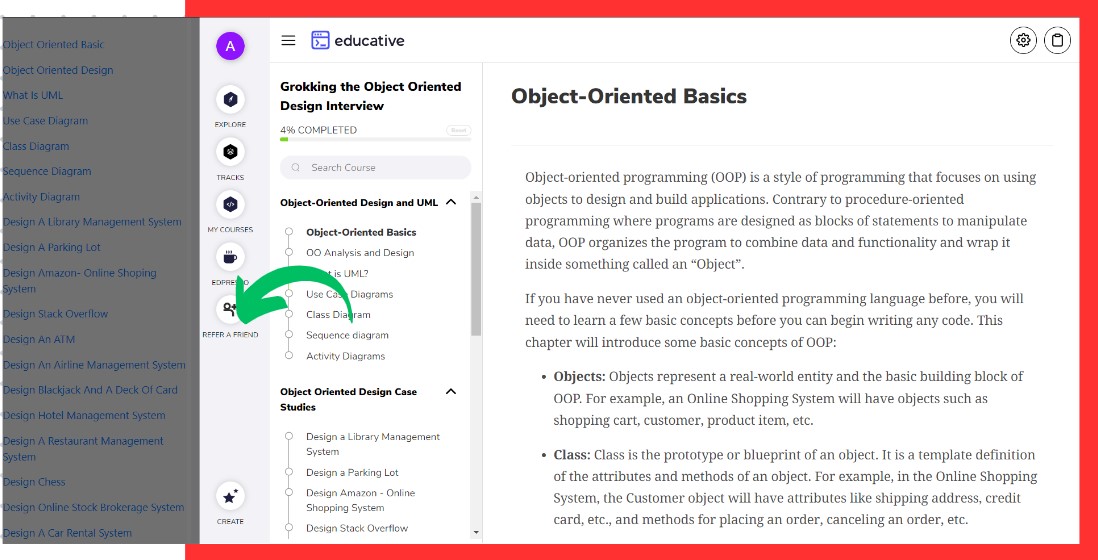 Object Oriented Basic
Object Oriented Design
What Is UML
Use Case Diagram
Class Diagram
Sequence Diagram
Activity Diagram
Design A Library Management System
Design A Parking Lot
Design Amazon- Online Shoping
System
Design Stack Overflow
Design An ATM
Design An Airline Management System
Design Blackjack And A Deck Of Card
Design Hotel Management System
Design A Restaurant Management
System
Design Chess
Design Online Stock Brokerage System
Design A Car Rental System
A
EXPLORE
TRACKS
MY COURSES
EDPRESSO
REFER A FRIEND
CREATE
educative
Grokking the Object Oriented
Design Interview
4% COMPLETED
Reset
Search Course
Object-Oriented Design and UML
Object-Oriented Basics
OO Analysis and Design
is UML?
Use Case Diagrams
Class Diagram
Sequence diagram
Activity Diagrams
Object Oriented Design Case
Studies
Design a Library Management
System
Design a Parking Lot
Design Amazon - Online
Shopping System
Design Stack Overflow
Object-Oriented Basics
Object-oriented programming (OOP) is a style of programming that focuses on using
objects to design and build applications. Contrary to procedure-oriented
programming where programs are designed as blocks of statements to manipulate
data, OOP organizes the program to combine data and functionality and wrap it
inside something called an “Object”.
If you have never used an object-oriented programming language before, you will
need to learn a few basic concepts before you can begin writing any code. This
chapter will introduce some basic concepts of OOP:
• Objects: Objects represent a real-world entity and the basic building block of
OOP. For example, an Online Shopping System will have objects such as
shopping cart, customer, product item, etc.
• Class: Class is the prototype or blueprint of an object. It is a template definition
of the attributes and methods of an object. For example, in the Online Shopping
System, the Customer object will have attributes like shipping address, credit
card, etc., and methods for placing an order, canceling an order, etc.